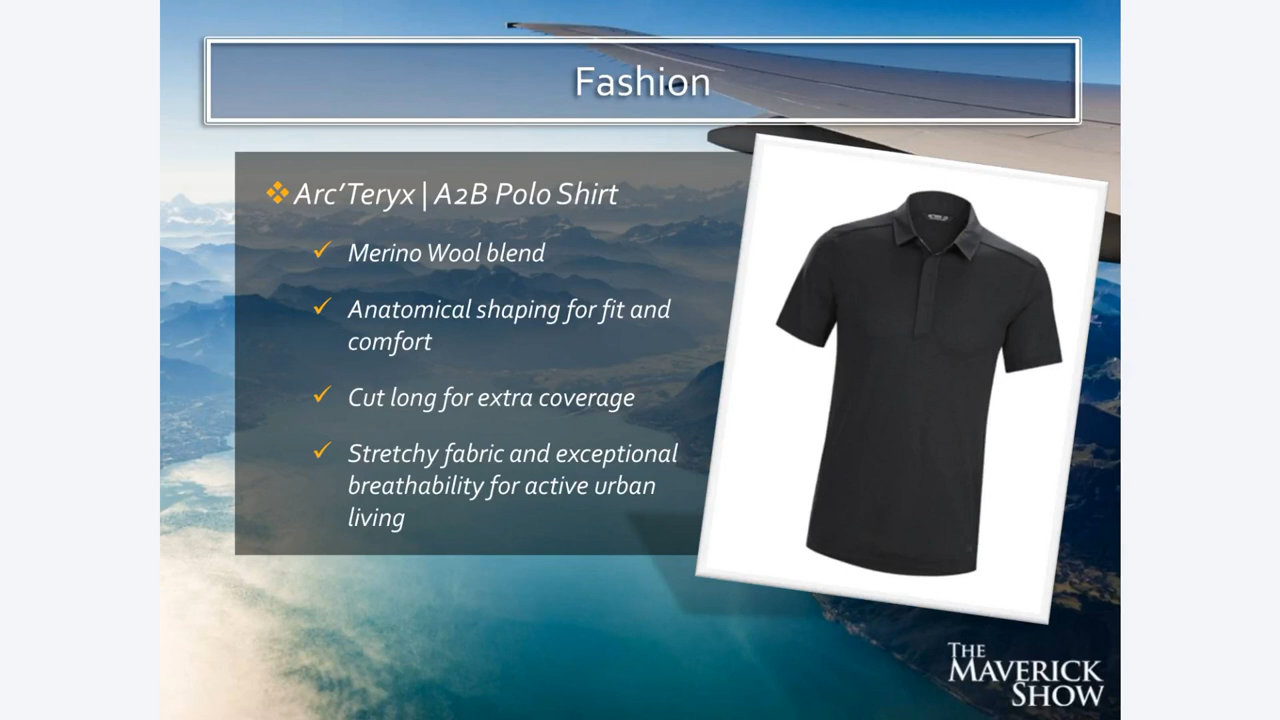 Fashion
Arc'Teryx | A2B Polo Shirt
Merino Wool blend
Anatomical shaping for fit and
comfort
Cut long for extra coverage
Stretchy fabric and exceptional
breathability for active urban
living
THE
MAVERICK
SHOW